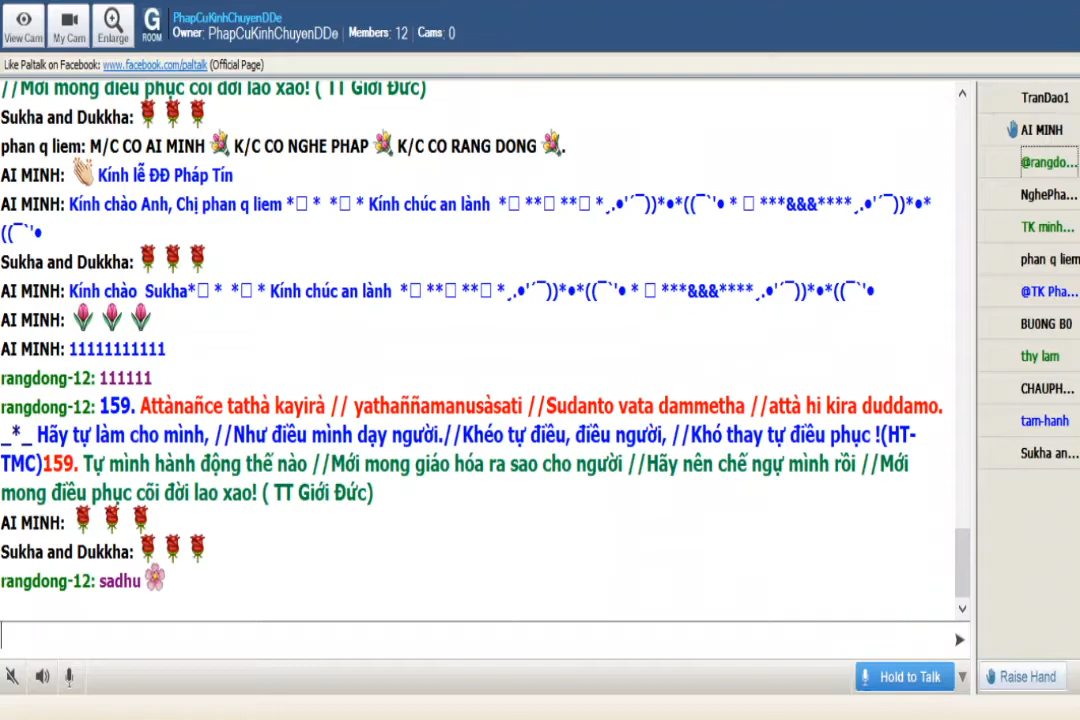 PhapCuKinhChuyenDDe
Owner: PhapCuKinhChuyenDDe Members: 12 Cams: 0
View Cam My Cam Enlarge G ROOM
Like Paltalk on Facebook: www.facebook.com/paltalk (Official Page)
//Mới mong điều phục cõi đời lao xao! ( TT Giới Đức)
Sukha and Dukkha:
phan q liem: M/C CO AI MINH K/C CO NGHE PHAP K/C CO RANG DONG .
AI MINH: Kính lễ ĐĐ Pháp Tín
AI MINH: Kính chào Anh, Chị phan q liem *□ * *□ * Kính chúc an lành *□ **□ **□ *¸.•'´¯))*•*((¯`'• * □ ***&&&****¸.•'´¯))*•*
((¯`'•
Sukha and Dukkha:
AI MINH: Kính chào Sukha*□ * *□ * Kính chúc an lành *□ **□ **□ *¸.•'´¯))*•*((¯`'• * □ ***&&&****¸.•'´¯))*•*((¯`'•
AI MINH:
AI MINH: 11111111111
rangdong-12: 111111
rangdong-12: 159. Attànañce tathà kayirà // yathaññamanusàsati //Sudanto vata dammetha //attà hi kira duddamo.
_*_ Hãy tự làm cho mình, //Như điều mình dạy người.//Khéo tự điều, điều người, //Khó thay tự điều phục !(HT-
TMC)159. Tự mình hành động thế nào //Mới mong giáo hóa ra sao cho người //Hãy nên chế ngự mình rồi //Mới
mong điều phục cõi đời lao xao! ( TT Giới Đức)
AI MINH:
Sukha and Dukkha:
rangdong-12: sadhu
Hold to Talk
TranDao1
AI MINH
@rangdo...
NghePha...
TK minh...
phan q liem
@TK Pha...
BUONG BO
thy lam
CHAUPH...
tam-hanh
Sukha an...
Raise Hand